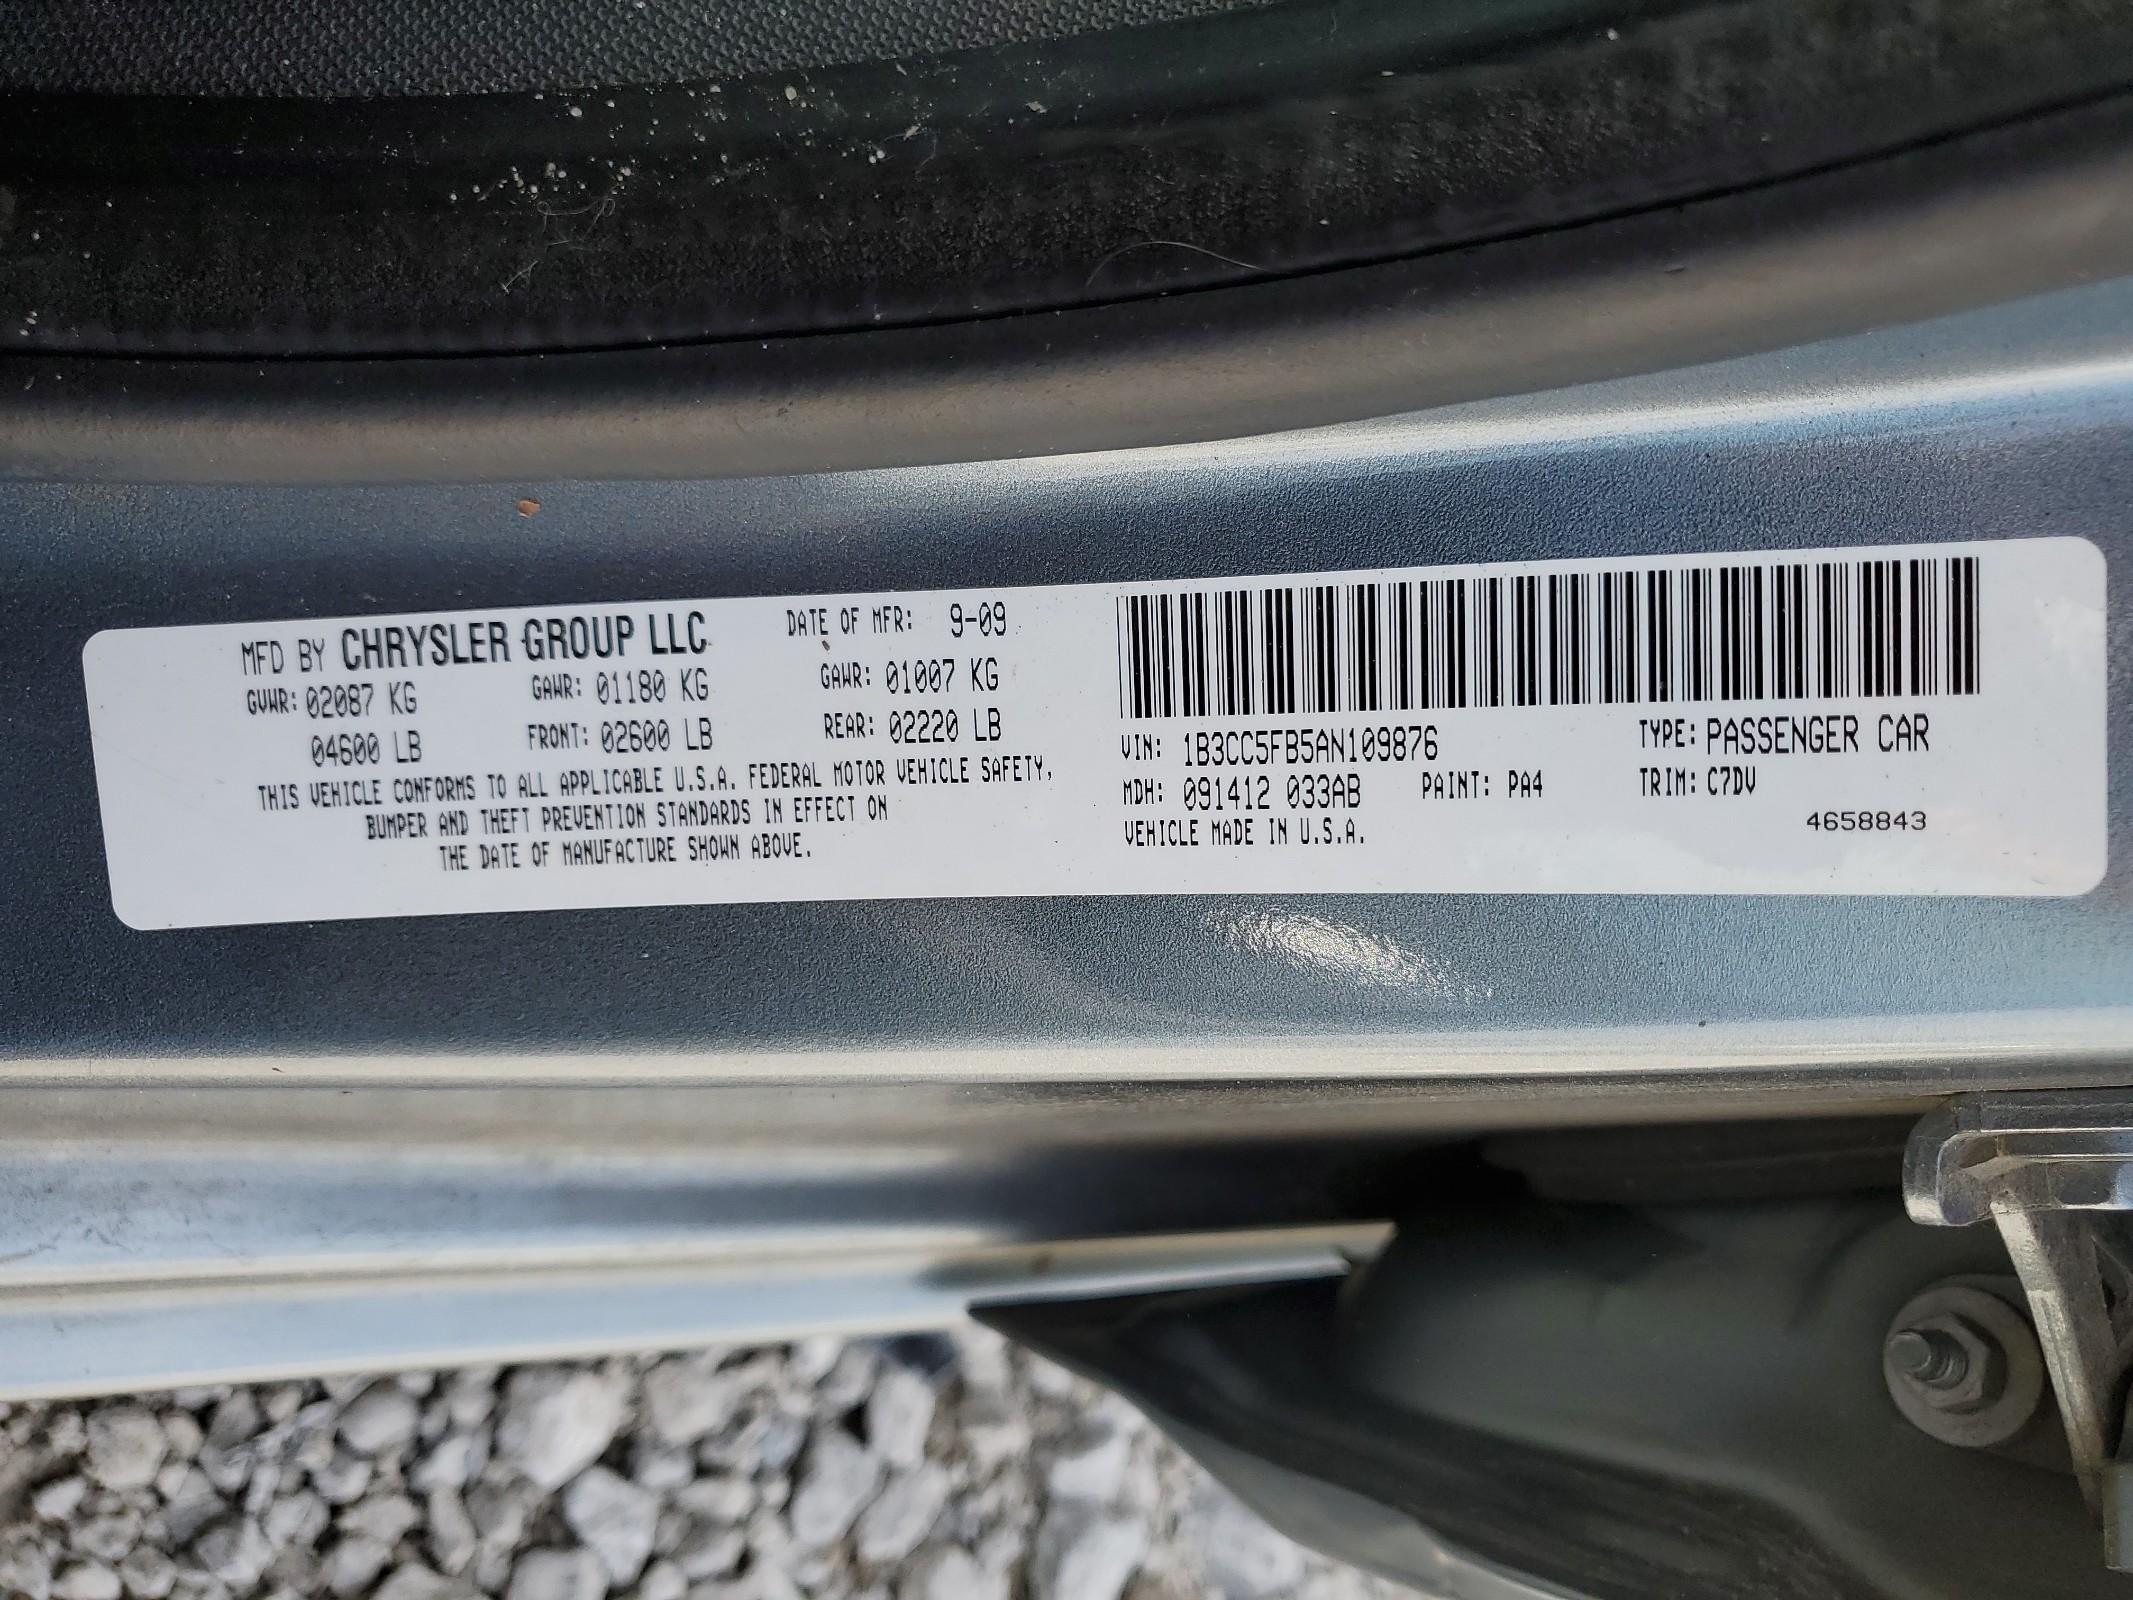 MFD BY CHRYSLER GROUP LLC DATE OF MFR: 9-09
GVWR: 02087 KG GAWR: 01180 KG GAWR: 01007 KG
04600 LB FRONT: 02600 LB REAR: 02220 LB
THIS VEHICLE CONFORMS TO ALL APPLICABLE U.S.A. FEDERAL MOTOR VEHICLE SAFETY,
BUMPER AND THEFT PREVENTION STANDARDS IN EFFECT ON
THE DATE OF MANUFACTURE SHOWN ABOVE.
VIN: 1B3CC5FB5AN109876 TYPE: PASSENGER CAR
MDH: 091412 033AB PAINT: PA4 TRIM: C7DV
VEHICLE MADE IN U.S.A.
4658843